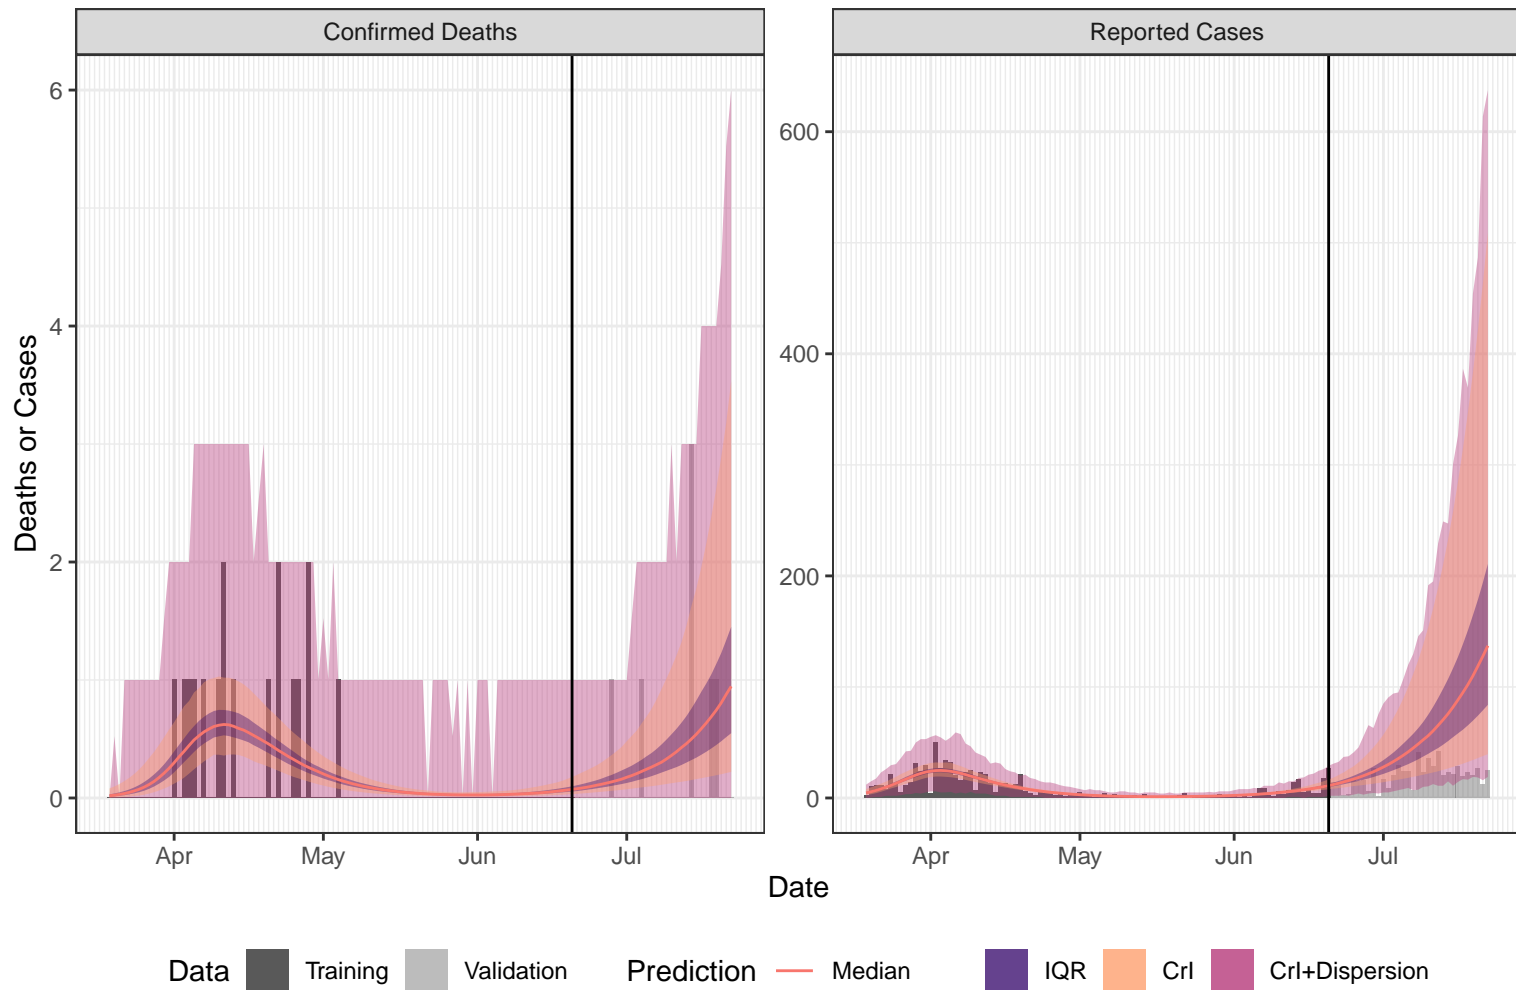 Confirmed Deaths
Reported Cases
Deaths or Cases
6
4
2
0
600
400
200
0
Apr May Jun Jul
Apr May Jun Jul
Date
Data Training Validation Prediction Median IQR CrI CrI+Dispersion